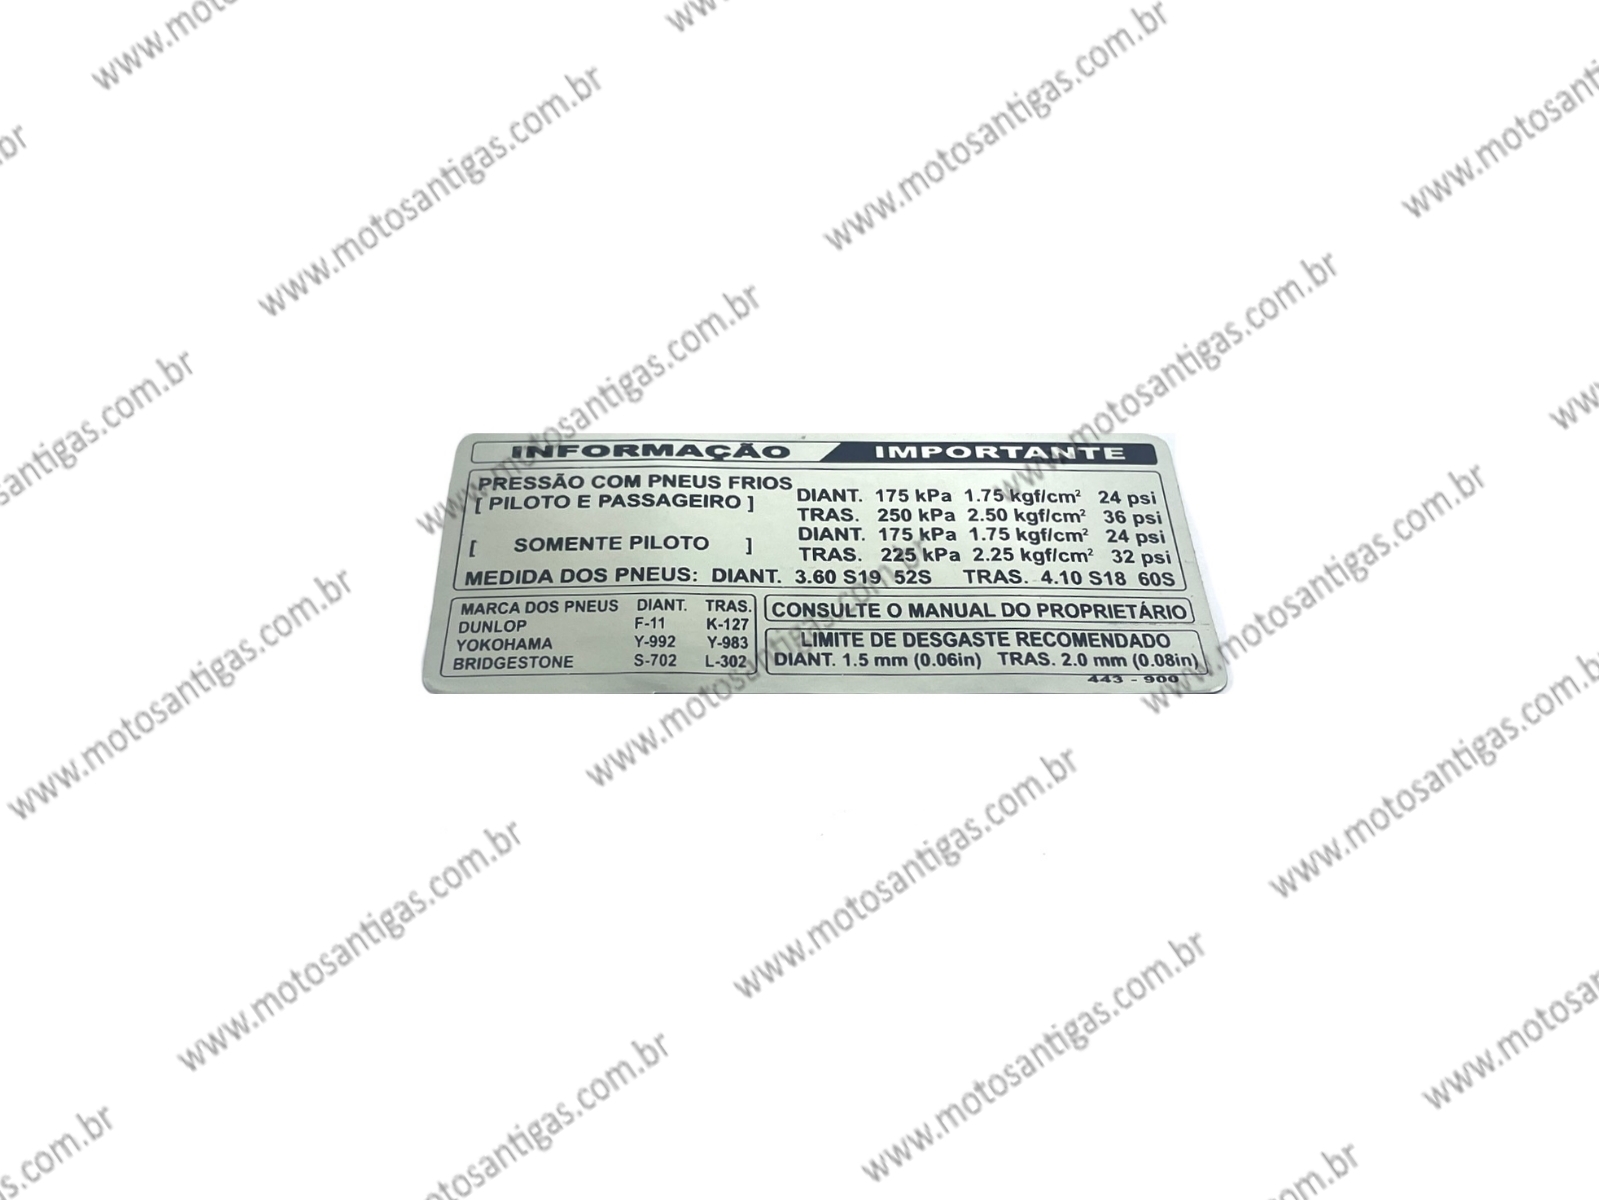 INFORMAÇÃO IMPORTANTE
PRESSÃO COM PNEUS FRIOS
[ PILOTO E PASSAGEIRO ] DIANT. 175 kPa 1.75 kgf/cm² 24 psi
TRAS. 250 kPa 2.50 kgf/cm² 36 psi
[ SOMENTE PILOTO ] DIANT. 175 kPa 1.75 kgf/cm² 24 psi
TRAS. 225 kPa 2.25 kgf/cm² 32 psi
MEDIDA DOS PNEUS: DIANT. 3.60 S19 52S TRAS. 4.10 S18 60S
MARCA DOS PNEUS DIANT. TRAS.
DUNLOP F-11 K-127
YOKOHAMA Y-992 Y-983
BRIDGESTONE S-702 L-302
CONSULTE O MANUAL DO PROPRIETÁRIO
LIMITE DE DESGASTE RECOMENDADO
DIANT. 1.5 mm (0.06in) TRAS. 2.0 mm (0.08in)
443 - 900
www.motosantigas.com.br